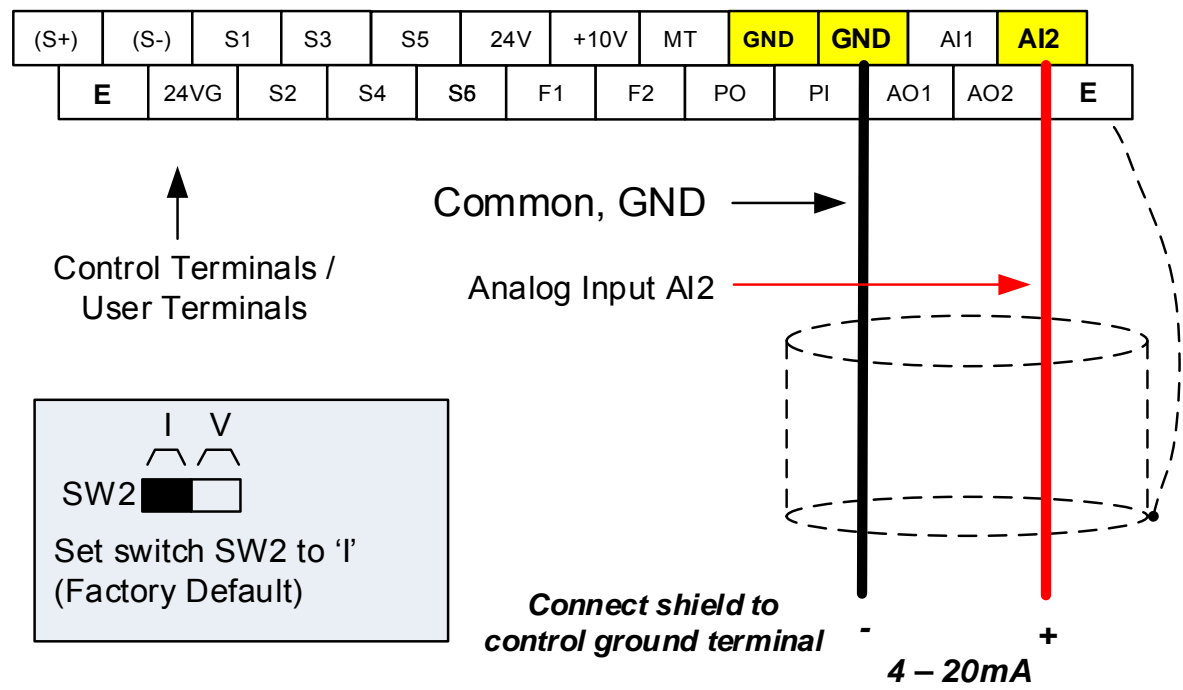 (S+) (S-) S1 S3 S5 24V +10V MT GND GND AI1 AI2
E 24VG S2 S4 S6 F1 F2 PO PI AO1 AO2 E
Common, GND
Control Terminals /
User Terminals
Analog Input AI2
I V
SW2
Set switch SW2 to ‘I’
(Factory Default)
Connect shield to
control ground terminal
- +
4 – 20mA